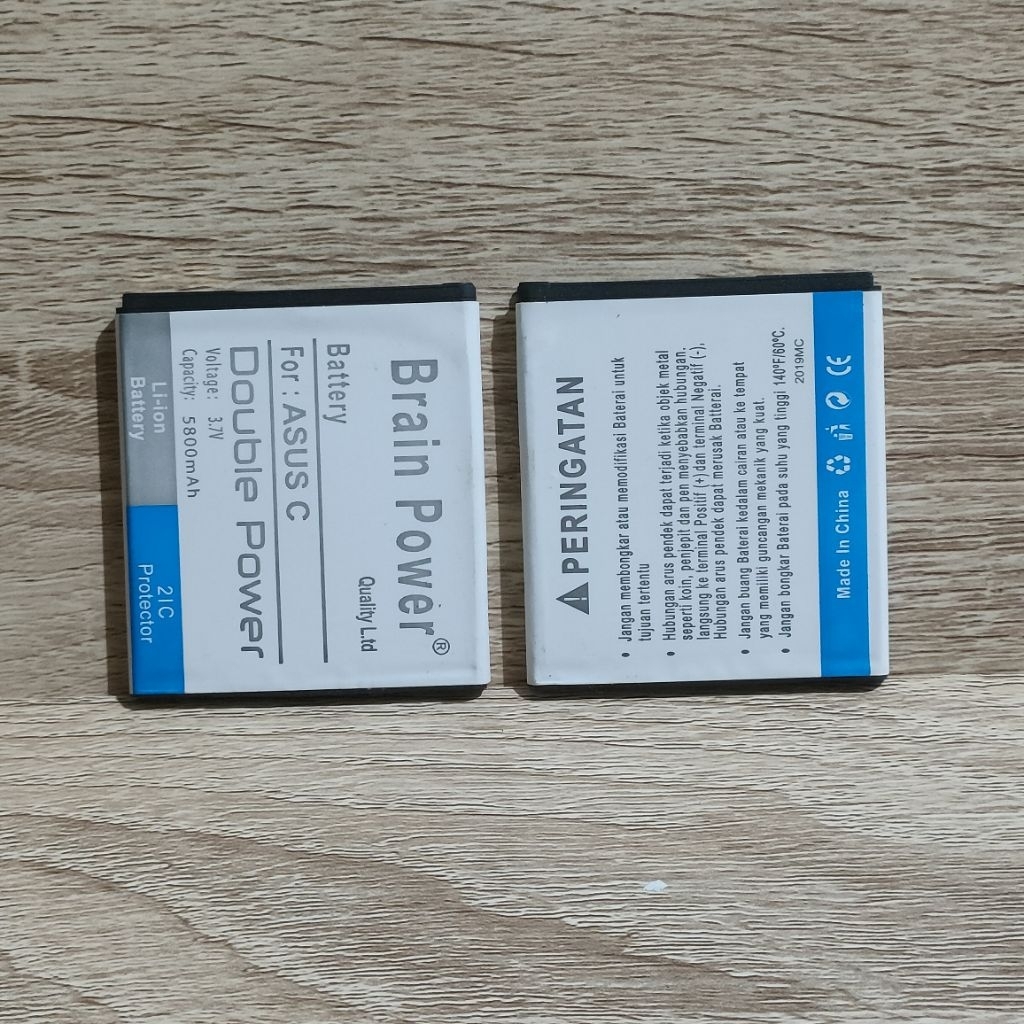 Brain Power®
Quality Ltd
Battery
For : ASUS C
Double Power
Voltage: 3.7V
Capacity: 5800mAh
Li-ion
Battery
2IC
Protector
PERINGATAN
• Jangan membongkar atau memodifikasi Baterai untuk
tujuan tertentu
• Hubungan arus pendek dapat terjadi ketika objek metal
seperti koin, penjepit dan pen menyebabkan hubungan.
langsung ke terminal Positif (+) dan terminal Negatif (-),
Hubungan arus pendek dapat merusak Batterai.
• Jangan buang Baterai kedalam cairan atau ke tempat
yang memiliki guncangan mekanik yang kuat.
• Jangan bongkar Baterai pada suhu yang tinggi 140°F/60°C.
2019MC
Made In China CE